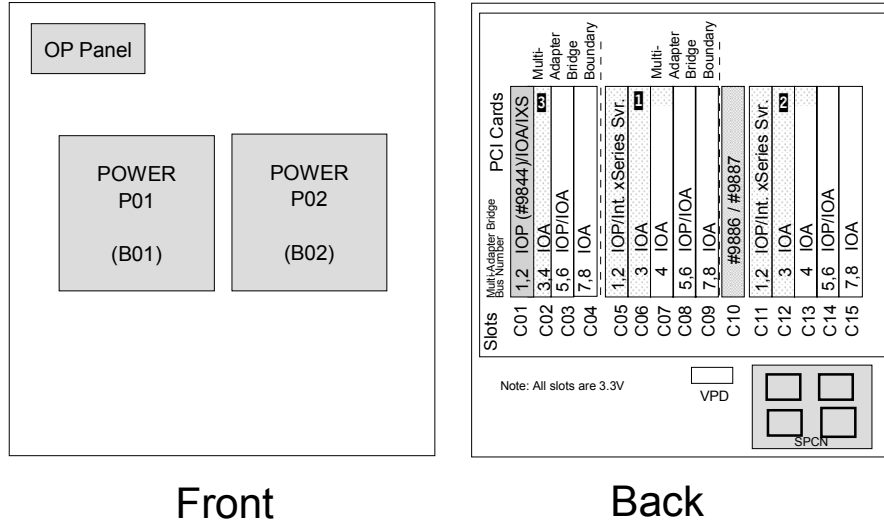 OP Panel
POWER
P01
(B01)
POWER
P02
(B02)
Front
Slots
Multi-Adapter Bridge
Bus Number
PCI Cards
C01 1,2 IOP (#9844)/IOA/IXS
C02 3,4 IOA 3
C03 5,6 IOP/IOA
C04 7,8 IOA
Multi-
Adapter
Bridge
Boundary
C05 1,2 IOP/Int. xSeries Svr.
C06 3 IOA 1
C07 4 IOA
C08 5,6 IOP/IOA
C09 7,8 IOA
Multi-
Adapter
Bridge
Boundary
C10 #9886 / #9887
C11 1,2 IOP/Int. xSeries Svr.
C12 3 IOA 2
C13 4 IOA
C14 5,6 IOP/IOA
C15 7,8 IOA
Note: All slots are 3.3V
VPD
SPCN
Back